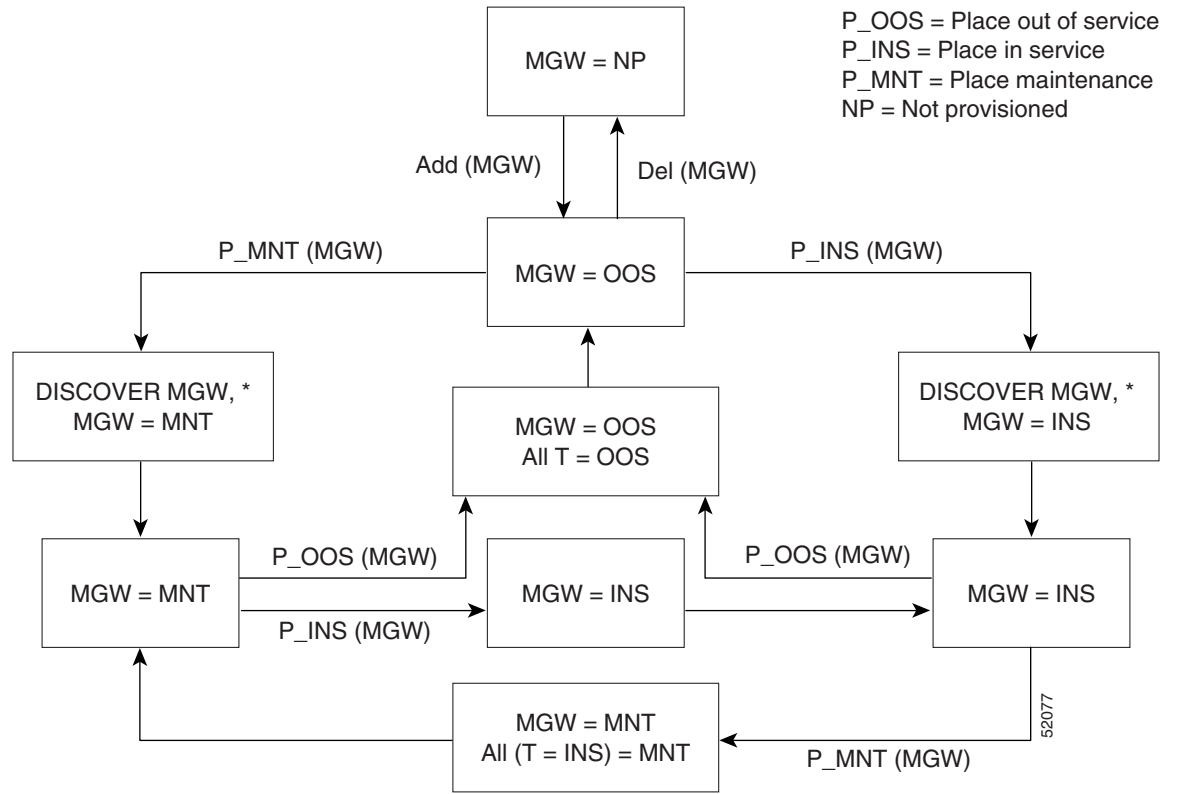 P_OOS = Place out of service
P_INS = Place in service
P_MNT = Place maintenance
NP = Not provisioned
MGW = NP
Add (MGW)
Del (MGW)
P_MNT (MGW)
MGW = OOS
P_INS (MGW)
DISCOVER MGW, *
MGW = MNT
MGW = OOS
All T = OOS
DISCOVER MGW, *
MGW = INS
MGW = MNT
P_OOS (MGW)
P_INS (MGW)
MGW = INS
P_OOS (MGW)
MGW = INS
MGW = MNT
All (T = INS) = MNT
P_MNT (MGW)
52077